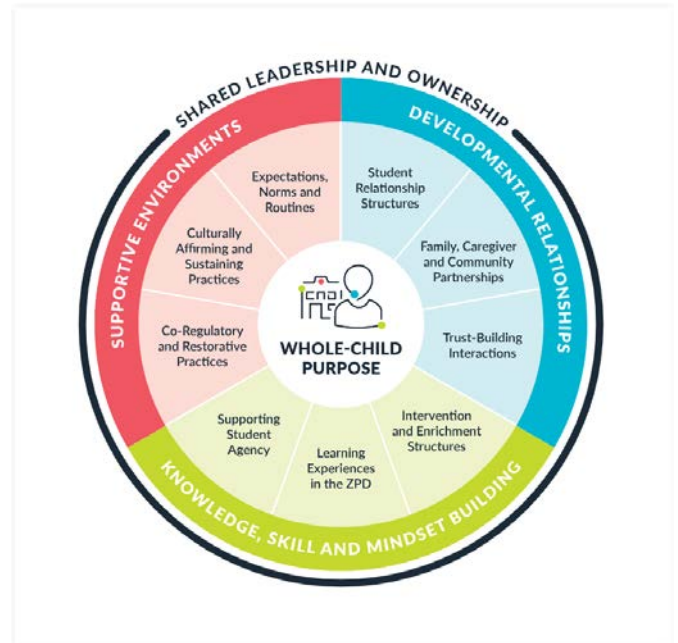 SHARED LEADERSHIP AND OWNERSHIP
SUPPORTIVE ENVIRONMENTS
DEVELOPMENTAL RELATIONSHIPS
Expectations,
Norms and
Routines
Student
Relationship
Structures
Culturally
Affirming and
Sustaining
Practices
Family, Caregiver
and Community
Partnerships
Co-Regulatory
and Restorative
Practices
WHOLE-CHILD
PURPOSE
Trust-Building
Interactions
Supporting
Student
Agency
Learning
Experiences
in the ZPD
Intervention
and Enrichment
Structures
KNOWLEDGE, SKILL AND MINDSET BUILDING